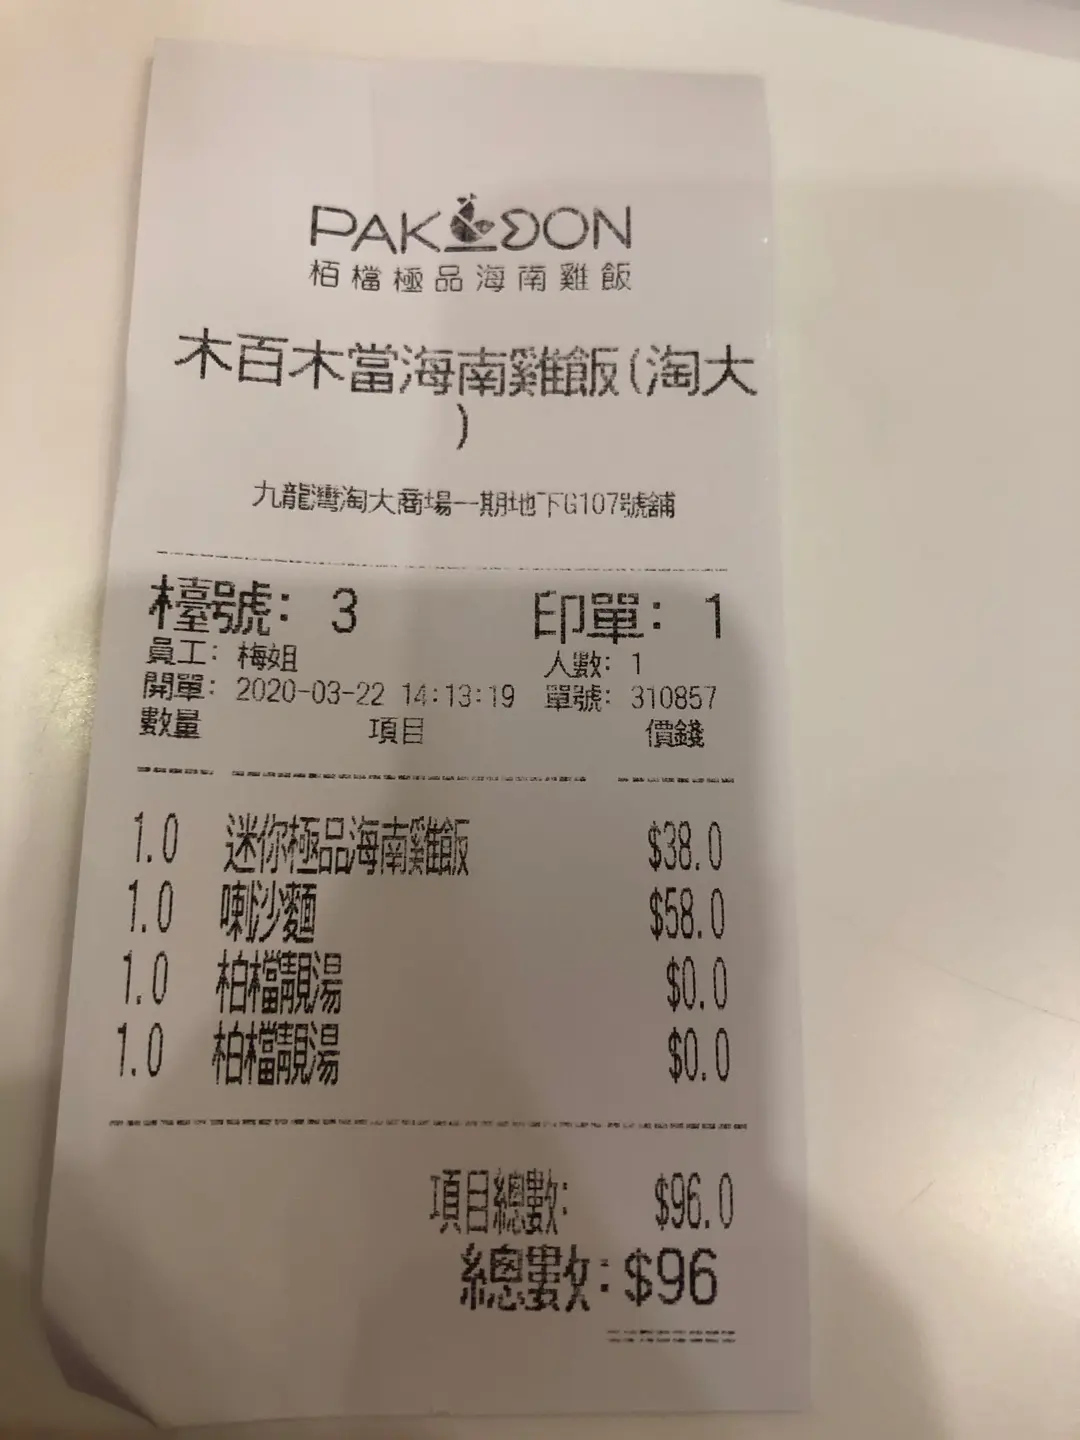 PAK DON
栢檔極品海南雞飯
木百木當海南雞飯(淘大
)
九龍灣淘大商場一期地下G107號舖
檯號: 3 印單: 1
員工: 梅姐 人數: 1
開單: 2020-03-22 14:13:19 單號: 310857
數量 項目 價錢
1.0 迷你極品海南雞飯 $38.0
1.0 喇沙麵 $58.0
1.0 柏檔靚湯 $0.0
1.0 柏檔靚湯 $0.0
項目總數: $96.0
總數: $96